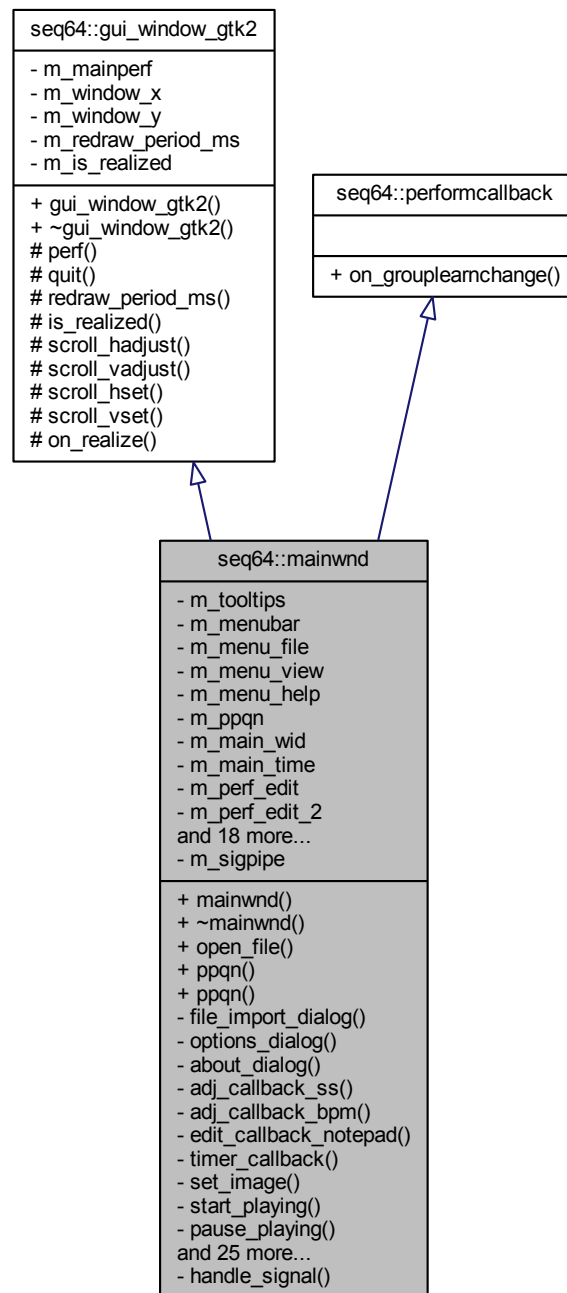 seq64::gui_window_gtk2
- m_mainperf
- m_window_x
- m_window_y
- m_redraw_period_ms
- m_is_realized
+ gui_window_gtk2()
+ ~gui_window_gtk2()
# perf()
# quit()
# redraw_period_ms()
# is_realized()
# scroll_hadjust()
# scroll_vadjust()
# scroll_hset()
# scroll_vset()
# on_realize()
seq64::performcallback
+ on_grouplearnchange()
seq64::mainwnd
- m_tooltips
- m_menubar
- m_menu_file
- m_menu_view
- m_menu_help
- m_ppqn
- m_main_wid
- m_main_time
- m_perf_edit
- m_perf_edit_2
and 18 more...
- m_sigpipe
+ mainwnd()
+ ~mainwnd()
+ open_file()
+ ppqn()
+ ppqn()
- file_import_dialog()
- options_dialog()
- about_dialog()
- adj_callback_ss()
- adj_callback_bpm()
- edit_callback_notepad()
- timer_callback()
- set_image()
- start_playing()
- pause_playing()
and 25 more...
- handle_signal()